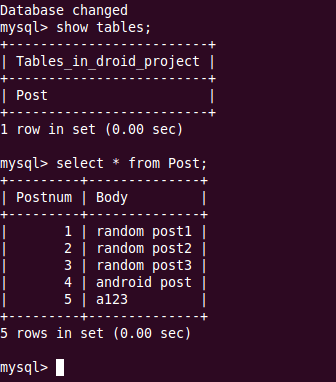 Database changed
mysql> show tables;
+-------------------------+
| Tables_in_droid_project |
+-------------------------+
| Post                    |
+-------------------------+
1 row in set (0.00 sec)
mysql> select * from Post;
+---------+--------------+
| Postnum | Body         |
+---------+--------------+
|       1 | random post1 |
|       2 | random post2 |
|       3 | random post3 |
|       4 | android post |
|       5 | a123         |
+---------+--------------+
5 rows in set (0.00 sec)
mysql>